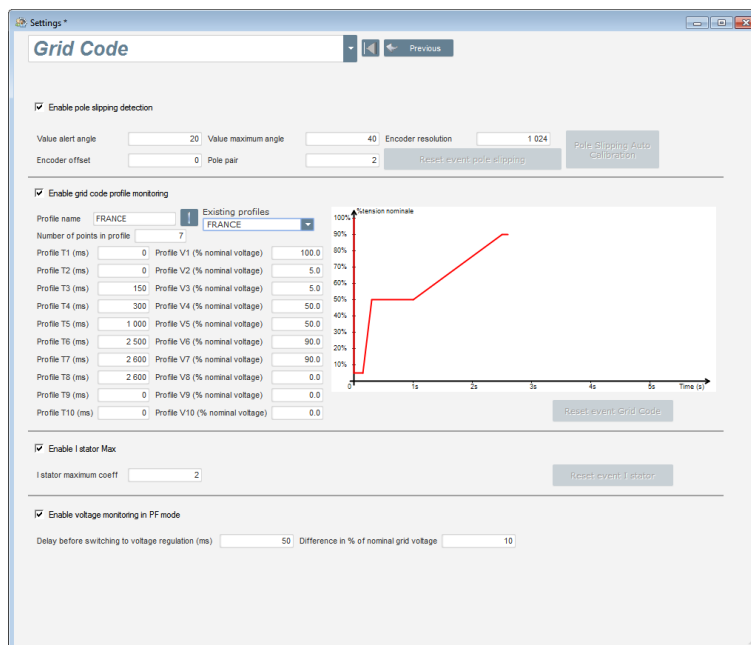 Settings *
Grid Code
Previous
Enable pole slipping detection
Value alert angle 20 Value maximum angle 40 Encoder resolution 1 024
Pole Slipping Auto Calibration
Encoder offset 0 Pole pair 2 Reset event pole slipping
Enable grid code profile monitoring
Profile name FRANCE ! Existing profiles FRANCE
Number of points in profile 7
Profile T1 (ms) 0 Profile V1 (% nominal voltage) 100.0
Profile T2 (ms) 0 Profile V2 (% nominal voltage) 5.0
Profile T3 (ms) 150 Profile V3 (% nominal voltage) 5.0
Profile T4 (ms) 300 Profile V4 (% nominal voltage) 50.0
Profile T5 (ms) 1 000 Profile V5 (% nominal voltage) 50.0
Profile T6 (ms) 2 500 Profile V6 (% nominal voltage) 90.0
Profile T7 (ms) 2 600 Profile V7 (% nominal voltage) 90.0
Profile T8 (ms) 2 600 Profile V8 (% nominal voltage) 0.0
Profile T9 (ms) 0 Profile V9 (% nominal voltage) 0.0
Profile T10 (ms) 0 Profile V10 (% nominal voltage) 0.0
%tension nominale
100%
90%
80%
70%
60%
50%
40%
30%
20%
10%
0 1s 2s 3s 4s 5s Time (s)
Reset event Grid Code
Enable I stator Max
I stator maximum coeff 2 Reset event I stator
Enable voltage monitoring in PF mode
Delay before switching to voltage regulation (ms) 50 Difference in % of nominal grid voltage 10